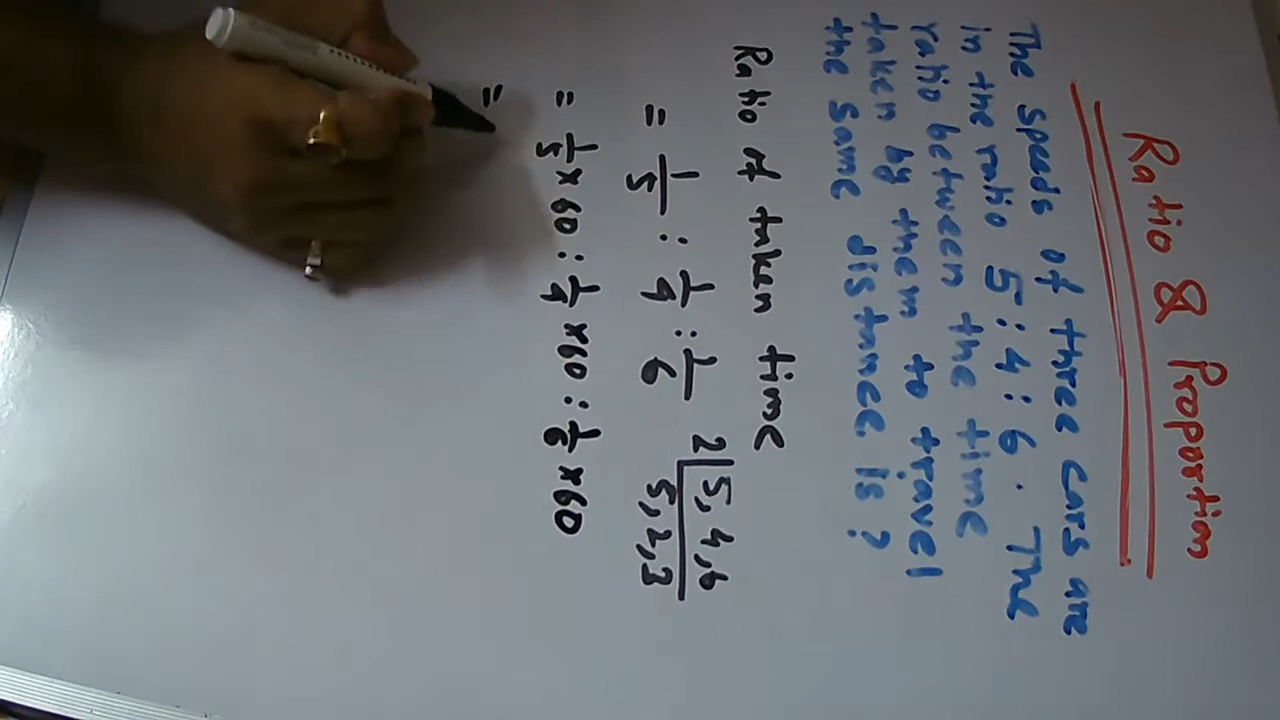 Ratio & Proportion
The speeds of three cars are
in the ratio 5 : 4 : 6 . The
ratio between the time
taken by them to travel
the same distance is ?
Ratio of taken time
= 1/5 : 1/4 : 1/6
2 | 5, 4, 6
5, 2, 3
= 1/5 × 60 : 1/4 × 60 : 1/6 × 60
=